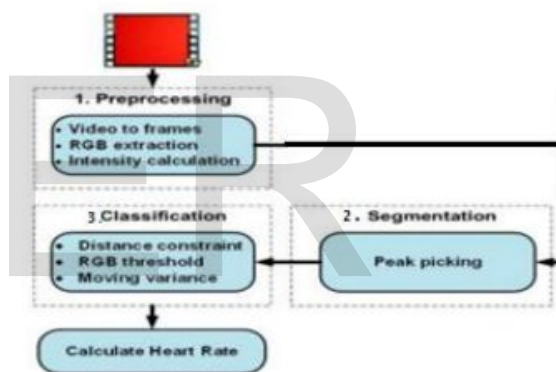 1. Preprocessing
• Video to frames
• RGB extraction
• Intensity calculation
3. Classification
• Distance constraint
• RGB threshold
• Moving variance
2. Segmentation
Peak picking
Calculate Heart Rate
ER